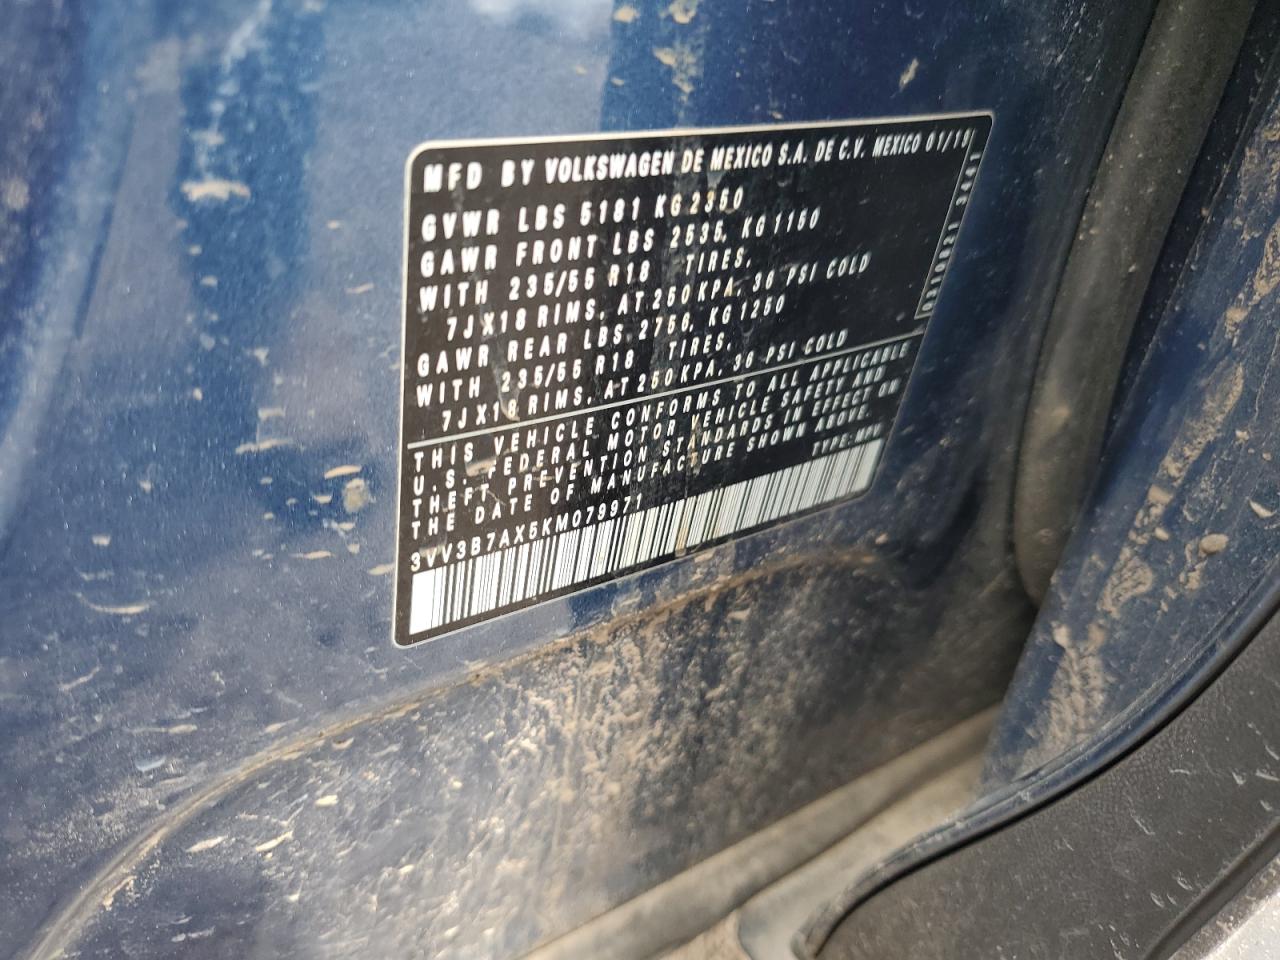 MFD BY VOLKSWAGEN DE MEXICO S.A. DE C.V. MEXICO
GVWR LBS 5181 KG 2350
GAWR FRONT LBS 2535, KG 1150
WITH 235/55 R18 TIRES,
7JX18 RIMS, AT 250 KPA, 36 PSI COLD
GAWR REAR LBS 2756, KG 1250
WITH 235/55 R18 TIRES,
7JX18 RIMS, AT 250 KPA, 36 PSI COLD
THIS VEHICLE CONFORMS TO ALL APPLICABLE
U.S. FEDERAL MOTOR VEHICLE SAFETY AND
THEFT PREVENTION STANDARDS IN EFFECT ON
THE DATE OF MANUFACTURE SHOWN ABOVE.
3VV3B7AX5KM079971 TYPE: MPV